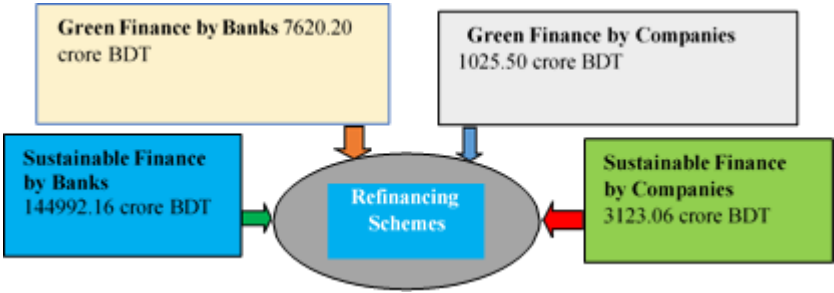 Green Finance by Banks 7620.20
crore BDT
Green Finance by Companies
1025.50 crore BDT
Sustainable Finance
by Banks
144992.16 crore BDT
Refinancing
Schemes
Sustainable Finance
by Companies
3123.06 crore BDT